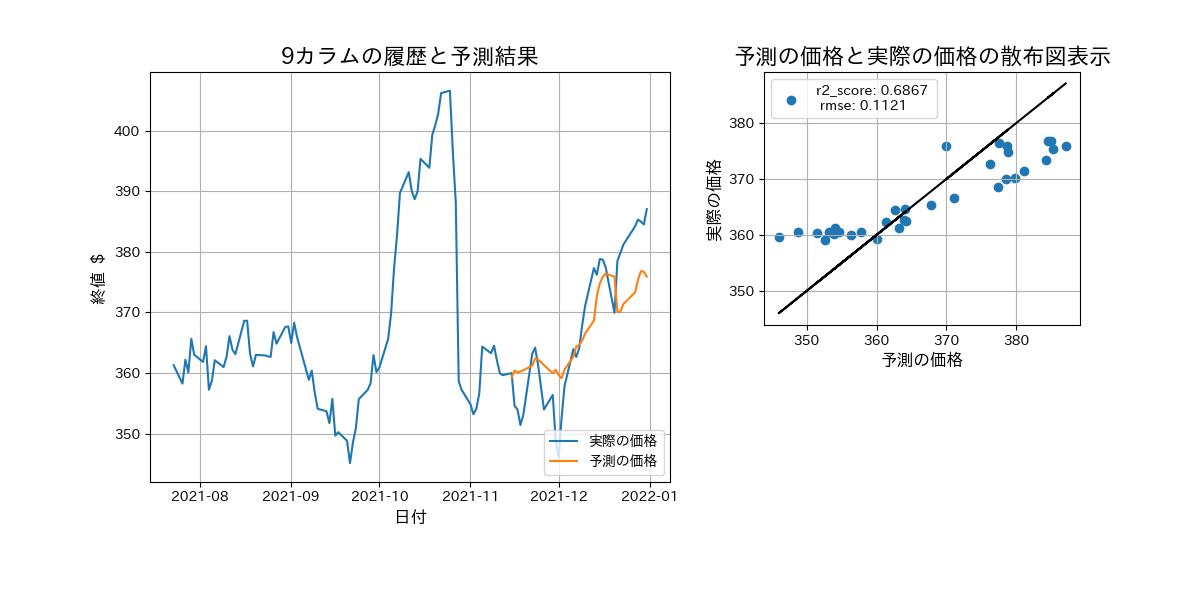 9カラムの履歴と予測結果
終値 $
400
390
380
370
360
350
2021-08
2021-09
2021-10
2021-11
2021-12
2022-01
日付
実際の価格
予測の価格
予測の価格と実際の価格の散布図表示
r2_score: 0.6867
rmse: 0.1121
実際の価格
380
370
360
350
350
360
370
380
予測の価格